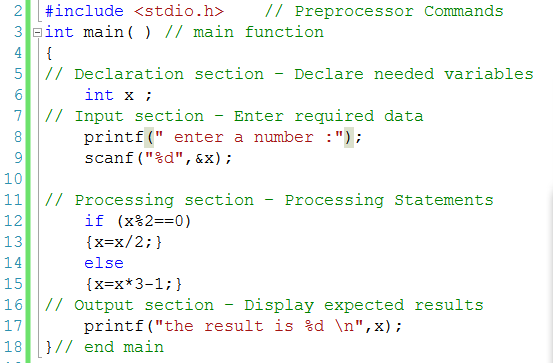 2 #include <stdio.h>    // Preprocessor Commands
3 int main( ) // main function
4 {
5 // Declaration section - Declare needed variables
6     int x ;
7 // Input section - Enter required data
8     printf(" enter a number :");
9     scanf("%d",&x);
10
11 // Processing section - Processing Statements
12     if (x%2==0)
13     {x=x/2;}
14     else
15     {x=x*3-1;}
16 // Output section - Display expected results
17     printf("the result is %d \n",x);
18 }// end main